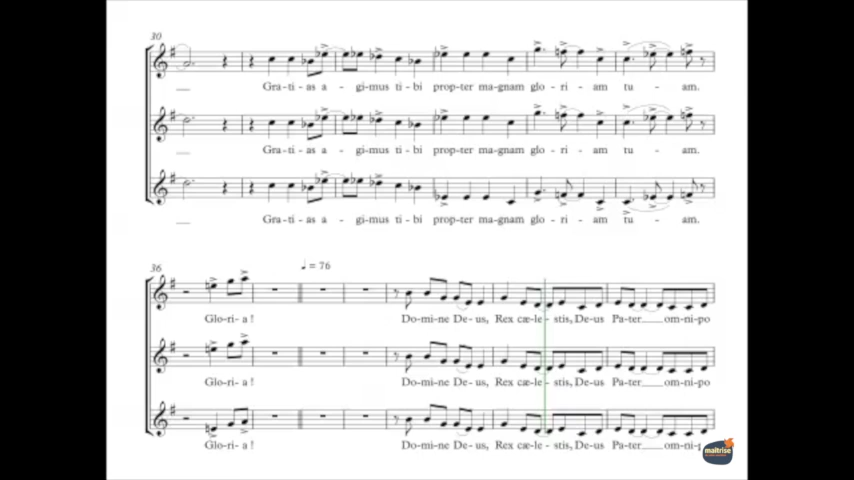 30
Gra-ti-as a - gi-mus ti-bi prop-ter ma-gnam glo-ri - am tu - am.
Gra-ti-as a - gi-mus ti-bi prop-ter ma-gnam glo-ri - am tu - am.
Gra-ti-as a - gi-mus ti-bi prop-ter ma-gnam glo-ri - am tu - am.
36
♩ = 76
Glo-ri-a ! Do-mi-ne De-us, Rex cæ-le-stis, De-us Pa-ter om-ni-po
Glo-ri-a ! Do-mi-ne De-us, Rex cæ-le-stis, De-us Pa-ter om-ni-po
Glo-ri-a ! Do-mi-ne De-us, Rex cæ-le-stis, De-us Pa-ter om-ni-
maîtrise